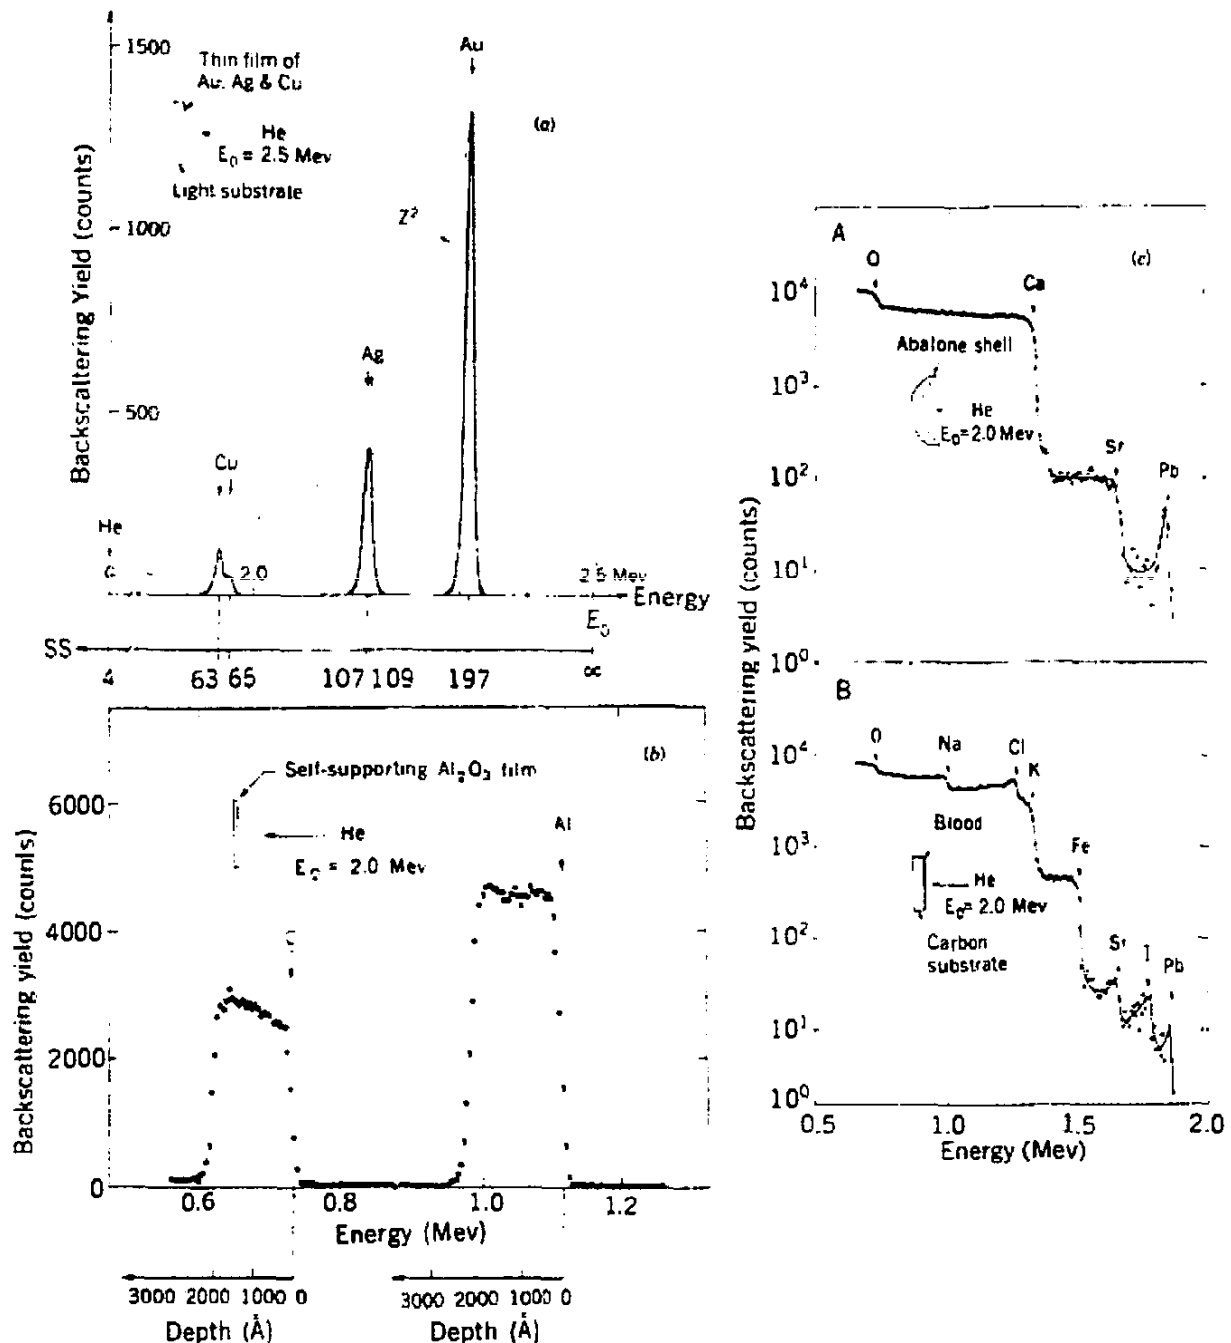 1500
Thin film of
Au, Ag & Cu
He
E₀ = 2.5 Mev
Light substrate
(a)
Au
1000
Z²
Backscattering Yield (counts)
Ag
500
Cu
He
2.0
2.5 Mev
Energy
E₀
SS
4 63 65 107 109 197 ∞
(b)
Self-supporting Al₂O₃ film
6000
He
E₀ = 2.0 Mev
Al
Backscattering yield (counts)
4000
2000
0
0.6 0.8 1.0 1.2
Energy (Mev)
3000 2000 1000 0
Depth (Å)
3000 2000 1000 0
Depth (Å)
A
(c)
O
Ca
10⁴
Abalone shell
10³
He
E₀ = 2.0 Mev
Sr
Pb
10²
10¹
10⁰
Backscattering yield (counts)
B
O
Na
Cl
K
10⁴
Blood
10³
Fe
He
E₀ = 2.0 Mev
10²
Carbon
substrate
Sr
I
Pb
10¹
10⁰
0.5 1.0 1.5 2.0
Energy (Mev)